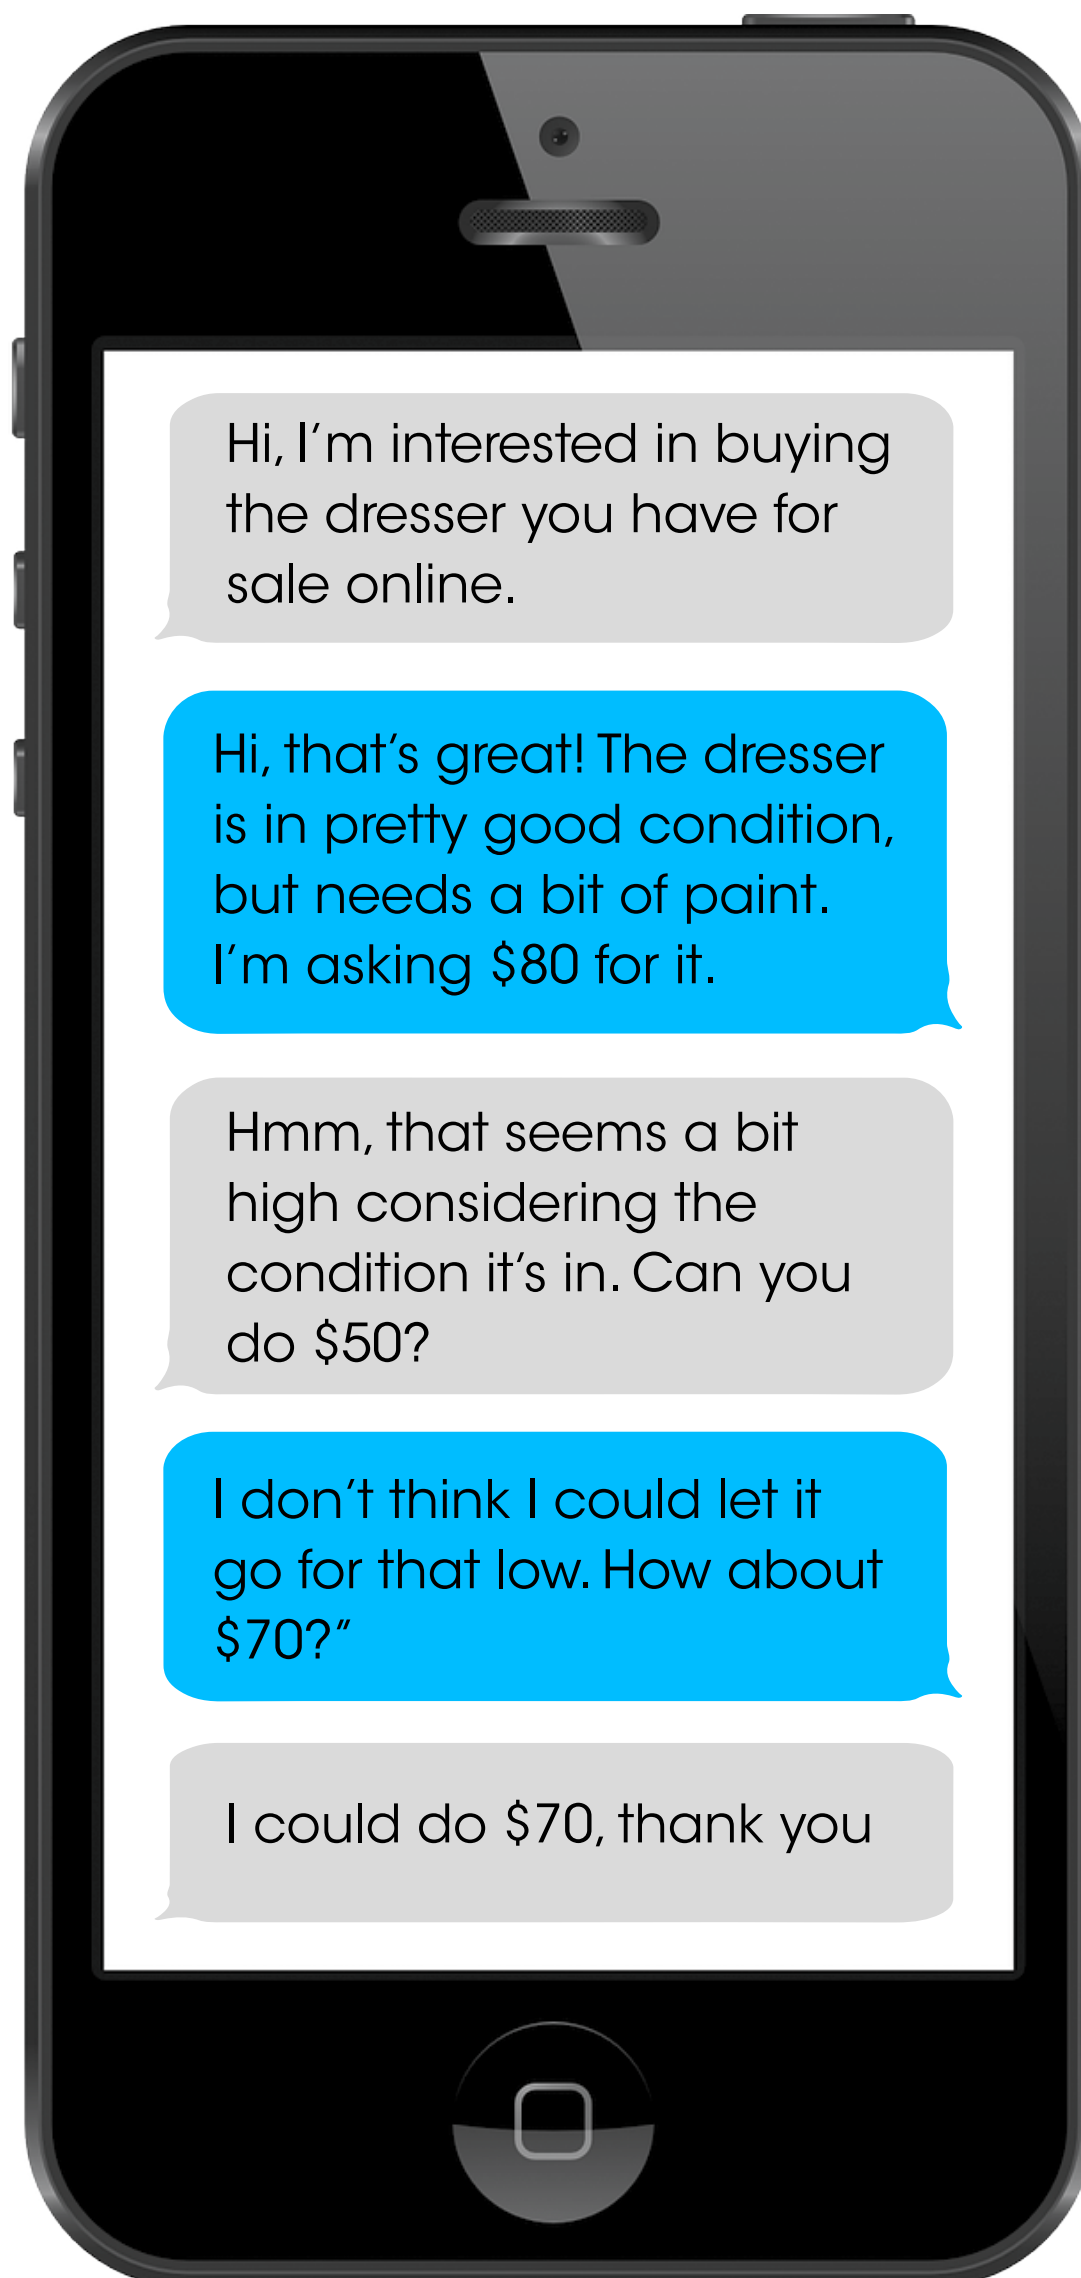 Hi, I’m interested in buying
the dresser you have for
sale online.
Hi, that’s great! The dresser
is in pretty good condition,
but needs a bit of paint.
I’m asking $80 for it.
Hmm, that seems a bit
high considering the
condition it’s in. Can you
do $50?
I don’t think I could let it
go for that low. How about
$70?”
I could do $70, thank you